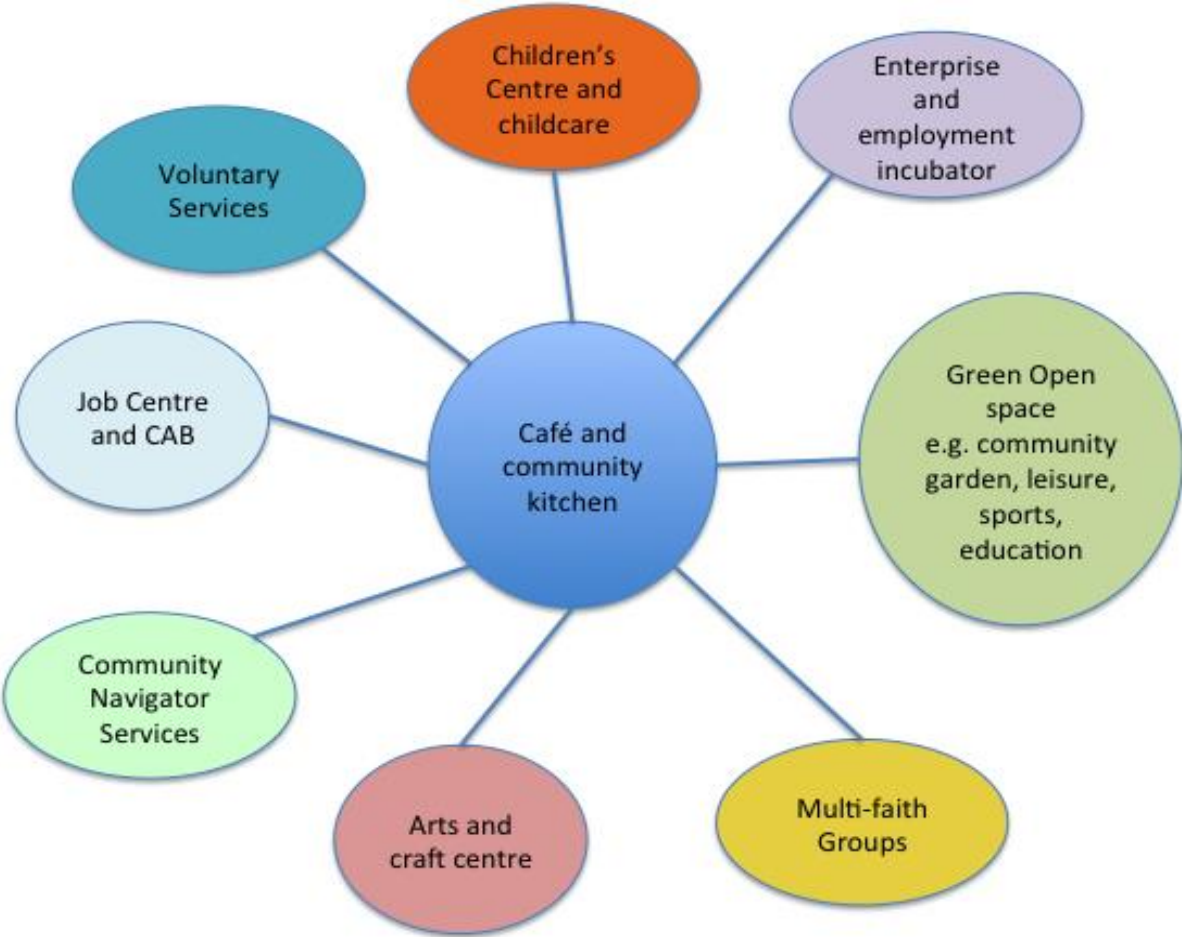 Children's
Centre and
childcare
Enterprise
and
employment
incubator
Voluntary
Services
Green Open
space
e.g. community
garden, leisure,
sports,
education
Job Centre
and CAB
Café and
community
kitchen
Community
Navigator
Services
Arts and
craft centre
Multi-faith
Groups